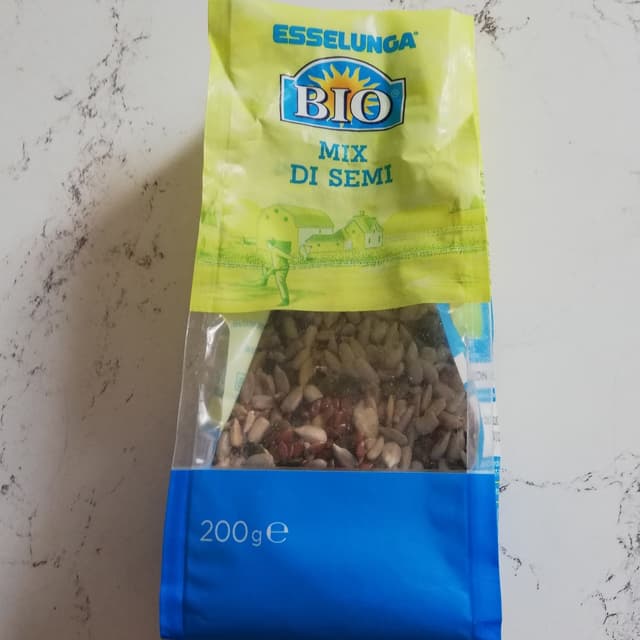 ESSELUNGA
BIO
MIX
DI SEMI
200g℮